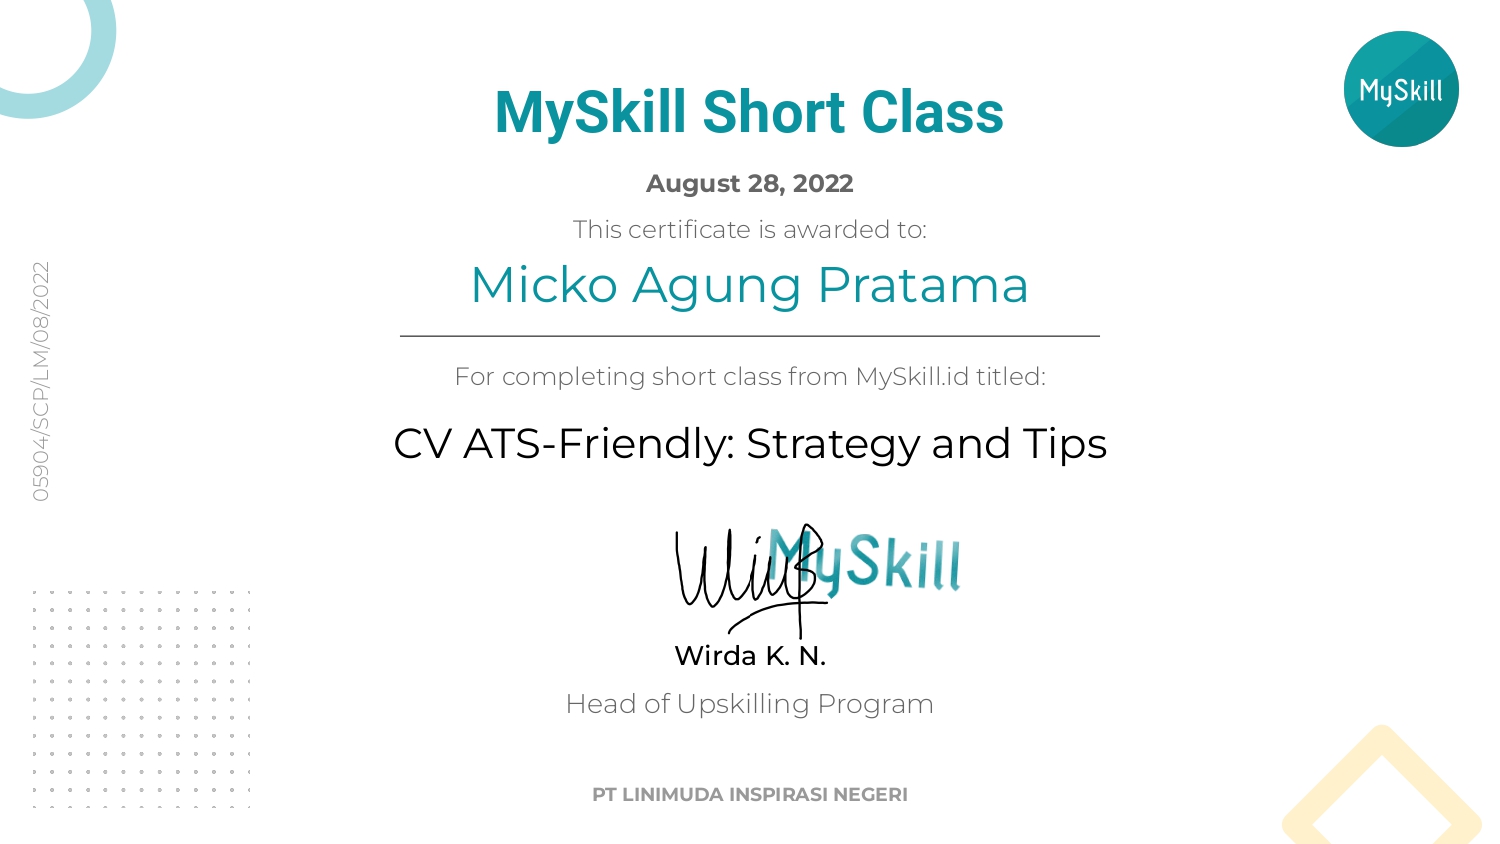 MySkill
MySkill Short Class
August 28, 2022
This certificate is awarded to:
Micko Agung Pratama
For completing short class from MySkill.id titled:
CV ATS-Friendly: Strategy and Tips
MySkill
Wirda K. N.
Head of Upskilling Program
PT LINIMUDA INSPIRASI NEGERI
05904/SCP/LM/08/2022